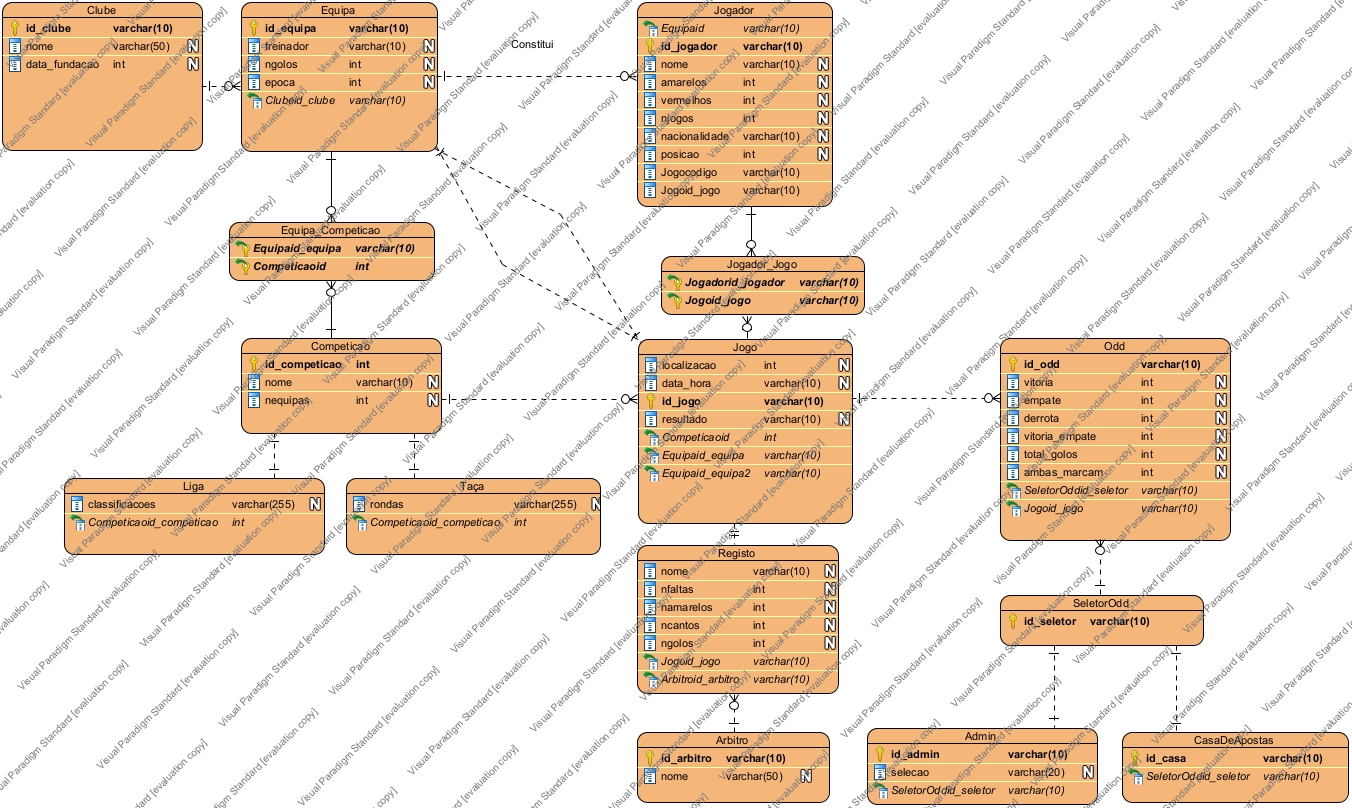 Clube
id_clube varchar(10)
nome varchar(50) N
data_fundacao int N
Equipa
id_equipa varchar(10)
treinador varchar(10) N
ngolos int N
epoca int N
Clubeid_clube varchar(10)
Constitui
Jogador
Equipaid varchar(10)
id_jogador varchar(10)
nome varchar(10) N
amarelos int N
vermelhos int N
njogos int N
nacionalidade varchar(10) N
posicao int N
Jogocodigo varchar(10)
Jogoid_jogo varchar(10)
Equipa_Competicao
Equipaid_equipa varchar(10)
Competicaoid int
Jogador_Jogo
Jogadorid_jogador varchar(10)
Jogoid_jogo varchar(10)
Competicao
id_competicao int
nome varchar(10) N
nequipas int N
Jogo
localizacao int N
data_hora varchar(10) N
id_jogo varchar(10)
resultado varchar(10) N
Competicaoid int
Equipaid_equipa varchar(10)
Equipaid_equipa2 varchar(10)
Odd
id_odd varchar(10)
vitoria int N
empate int N
derrota int N
vitoria_empate int N
total_golos int N
ambas_marcam int N
SeletorOddid_seletor varchar(10)
Jogoid_jogo varchar(10)
Liga
classificacoes varchar(255) N
Competicaoid_competicao int
Taça
rondas varchar(255) N
Competicaoid_competicao int
Registo
nome varchar(10) N
nfaltas int N
namarelos int N
ncantos int N
ngolos int N
Jogoid_jogo varchar(10)
Arbitroid_arbitro varchar(10)
SeletorOdd
id_seletor varchar(10)
Arbitro
id_arbitro varchar(10)
nome varchar(50) N
Admin
id_admin varchar(10)
selecao varchar(20) N
SeletorOddid_seletor varchar(10)
CasaDeApostas
id_casa varchar(10)
SeletorOddid_seletor varchar(10)
Visual Paradigm Standard [evaluation copy]